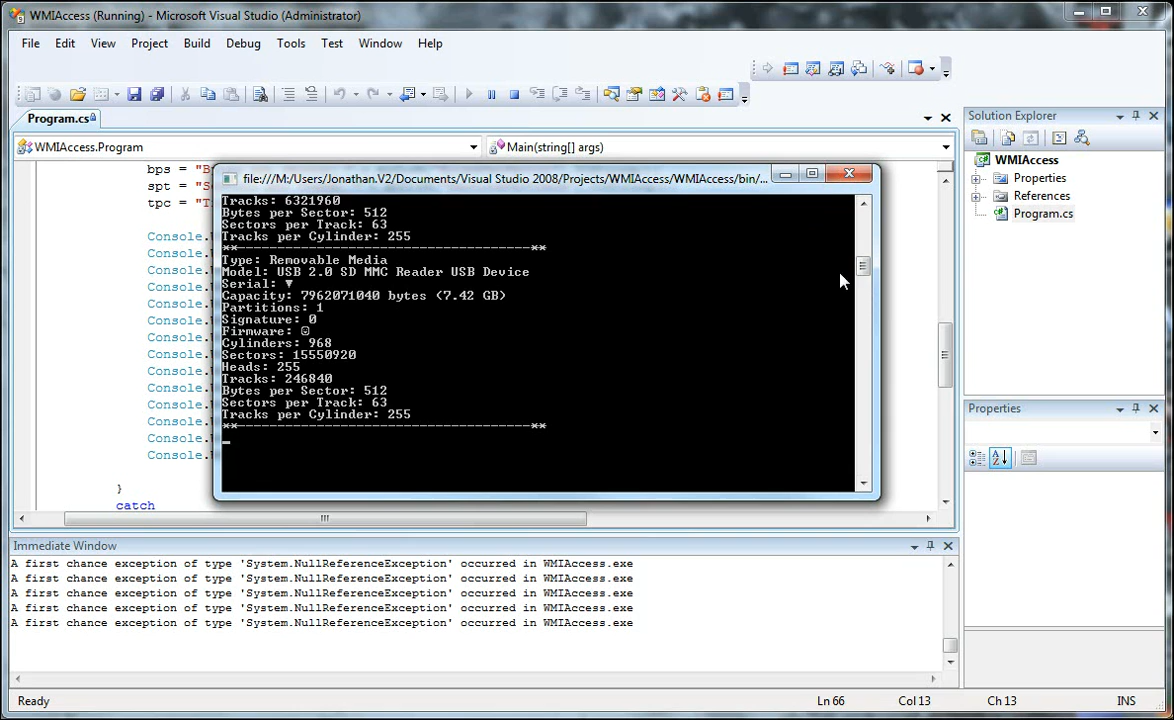 WMIAccess (Running) - Microsoft Visual Studio (Administrator)
File Edit View Project Build Debug Tools Test Window Help
Program.cs
WMIAccess.Program
Main(string[] args)
bps = "B
spt = "S
tpc = "T
Console.
Console.
Console.
Console.
Console.
Console.
Console.
Console.
Console.
Console.
Console.
Console.
Console.
Console.
}
catch
file:///M:/Users/Jonathan.V2/Documents/Visual Studio 2008/Projects/WMIAccess/WMIAccess/bin/...
Tracks: 6321960
Bytes per Sector: 512
Sectors per Track: 63
Tracks per Cylinder: 255
**------------------------------------**
Type: Removable Media
Model: USB 2.0 SD MMC Reader USB Device
Serial: ▼
Capacity: 7962071040 bytes (7.42 GB)
Partitions: 1
Signature: 0
Firmware: ☺
Cylinders: 968
Sectors: 15550920
Heads: 255
Tracks: 246840
Bytes per Sector: 512
Sectors per Track: 63
Tracks per Cylinder: 255
**------------------------------------**
_
Solution Explorer
WMIAccess
Properties
References
Program.cs
Properties
Immediate Window
A first chance exception of type 'System.NullReferenceException' occurred in WMIAccess.exe
A first chance exception of type 'System.NullReferenceException' occurred in WMIAccess.exe
A first chance exception of type 'System.NullReferenceException' occurred in WMIAccess.exe
A first chance exception of type 'System.NullReferenceException' occurred in WMIAccess.exe
A first chance exception of type 'System.NullReferenceException' occurred in WMIAccess.exe
Ready Ln 66 Col 13 Ch 13 INS